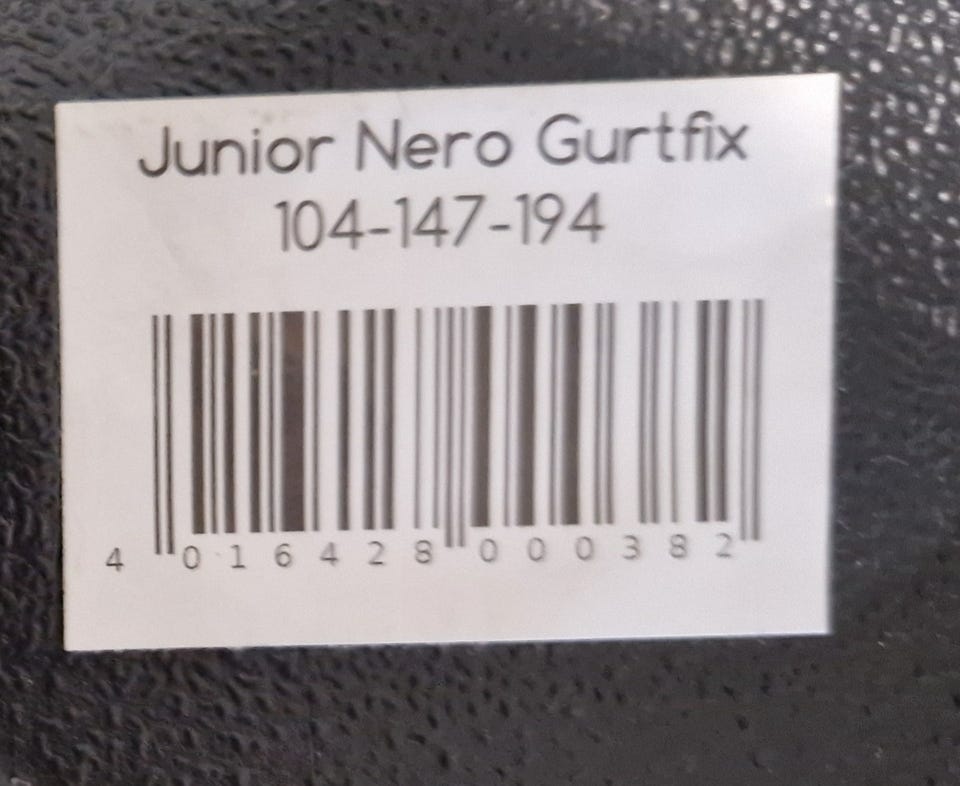 Junior Nero Gurtfix
104-147-194
4 016428 000382